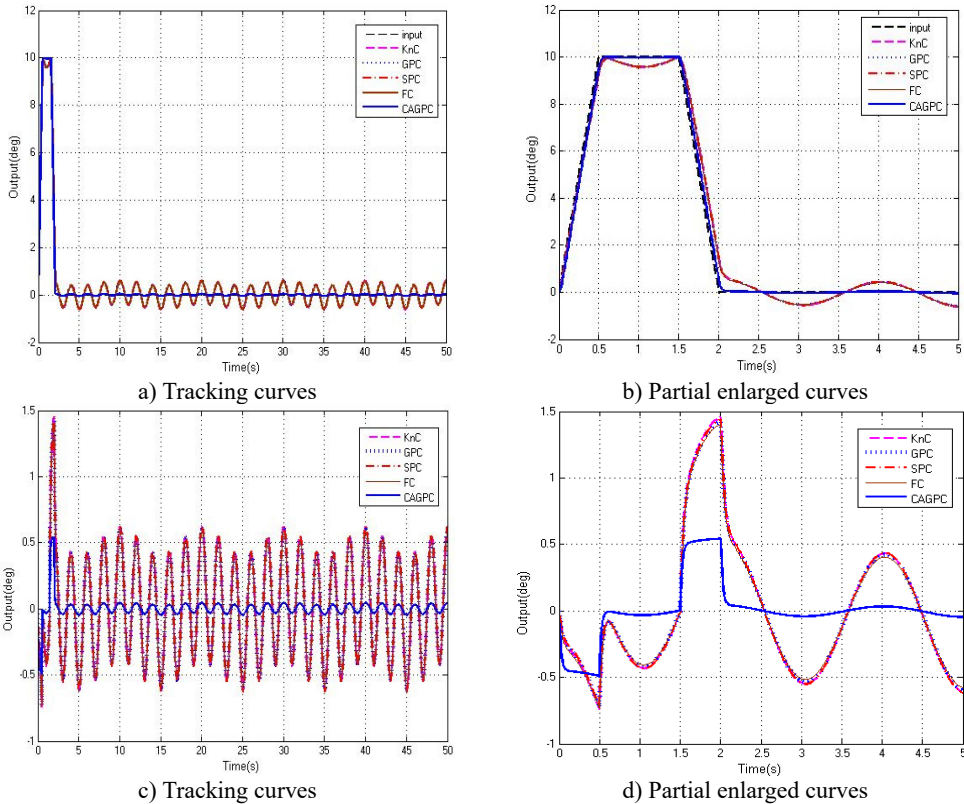 12
10
8
6
4
2
0
-2
Output(deg)
0 5 10 15 20 25 30 35 40 45 50
Time(s)
input
KnC
GPC
SPC
FC
CAGPC
a) Tracking curves
12
10
8
6
4
2
0
-2
Output(deg)
0 0.5 1 1.5 2 2.5 3 3.5 4 4.5 5
Time(s)
input
KnC
GPC
SPC
FC
CAGPC
b) Partial enlarged curves
1.5
1
0.5
0
-0.5
-1
Output(deg)
0 5 10 15 20 25 30 35 40 45 50
Time(s)
KnC
GPC
SPC
FC
CAGPC
c) Tracking curves
1.5
1
0.5
0
-0.5
-1
Output(deg)
0 0.5 1 1.5 2 2.5 3 3.5 4 4.5 5
Time(s)
KnC
GPC
SPC
FC
CAGPC
d) Partial enlarged curves